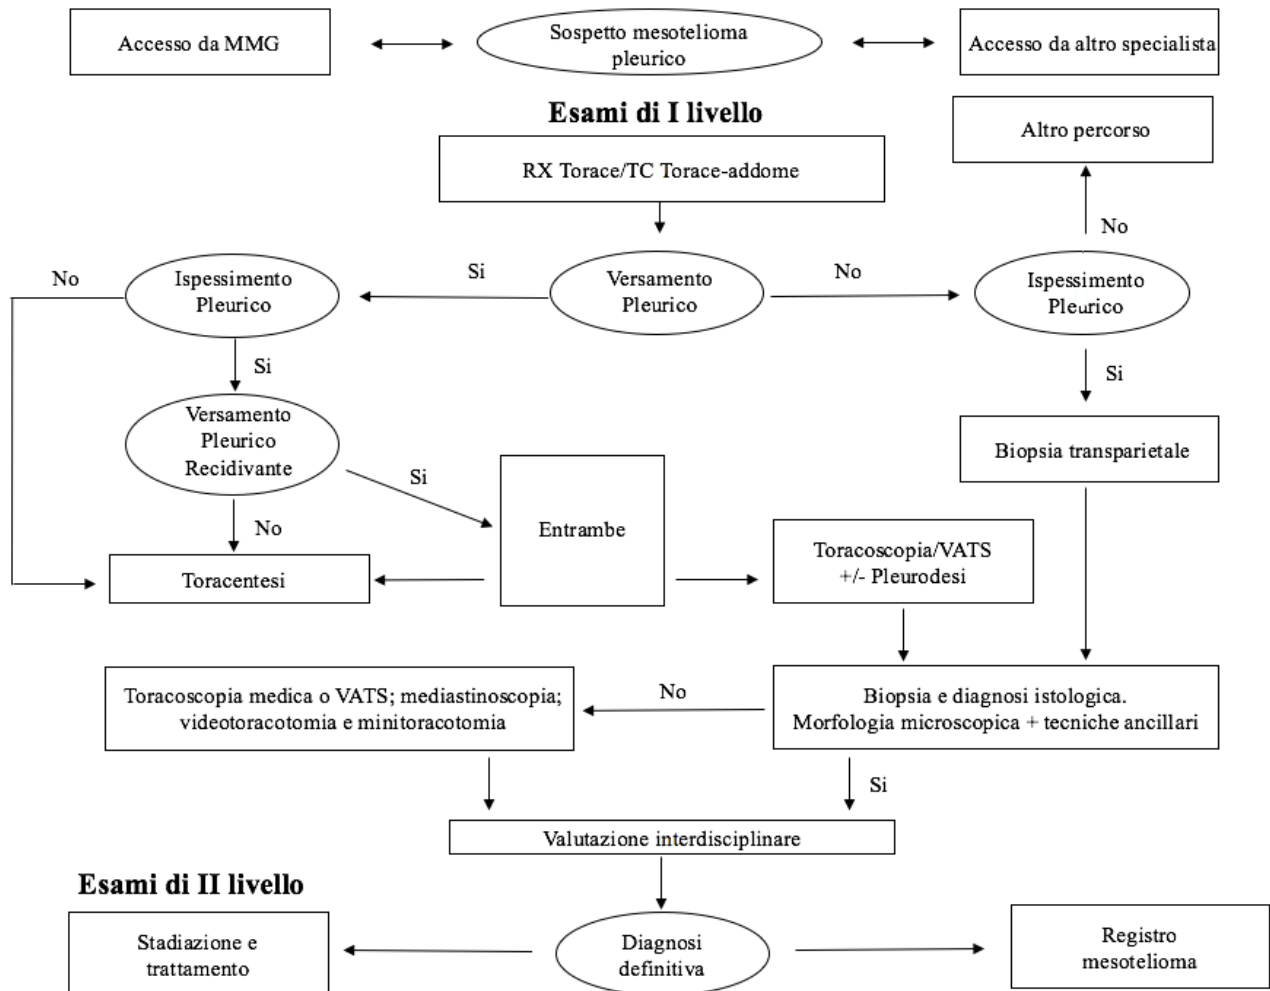 Accesso da MMG
Sospetto mesotelioma
pleurico
Accesso da altro specialista
Esami di I livello
Altro percorso
RX Torace/TC Torace-addome
No
No
Ispessimento
Pleurico
Si
Versamento
Pleurico
No
Ispessimento
Pleurico
Si
Si
Versamento
Pleurico
Recidivante
Si
Biopsia transparietale
No
Entrambe
Toracoscopia/VATS
+/- Pleurodesi
Toracentesi
Toracoscopia medica o VATS; mediastinoscopia;
videotoracotomia e minitoracotomia
No
Biopsia e diagnosi istologica.
Morfologia microscopica + tecniche ancillari
Si
Valutazione interdisciplinare
Esami di II livello
Stadiazione e
trattamento
Diagnosi
definitiva
Registro
mesotelioma